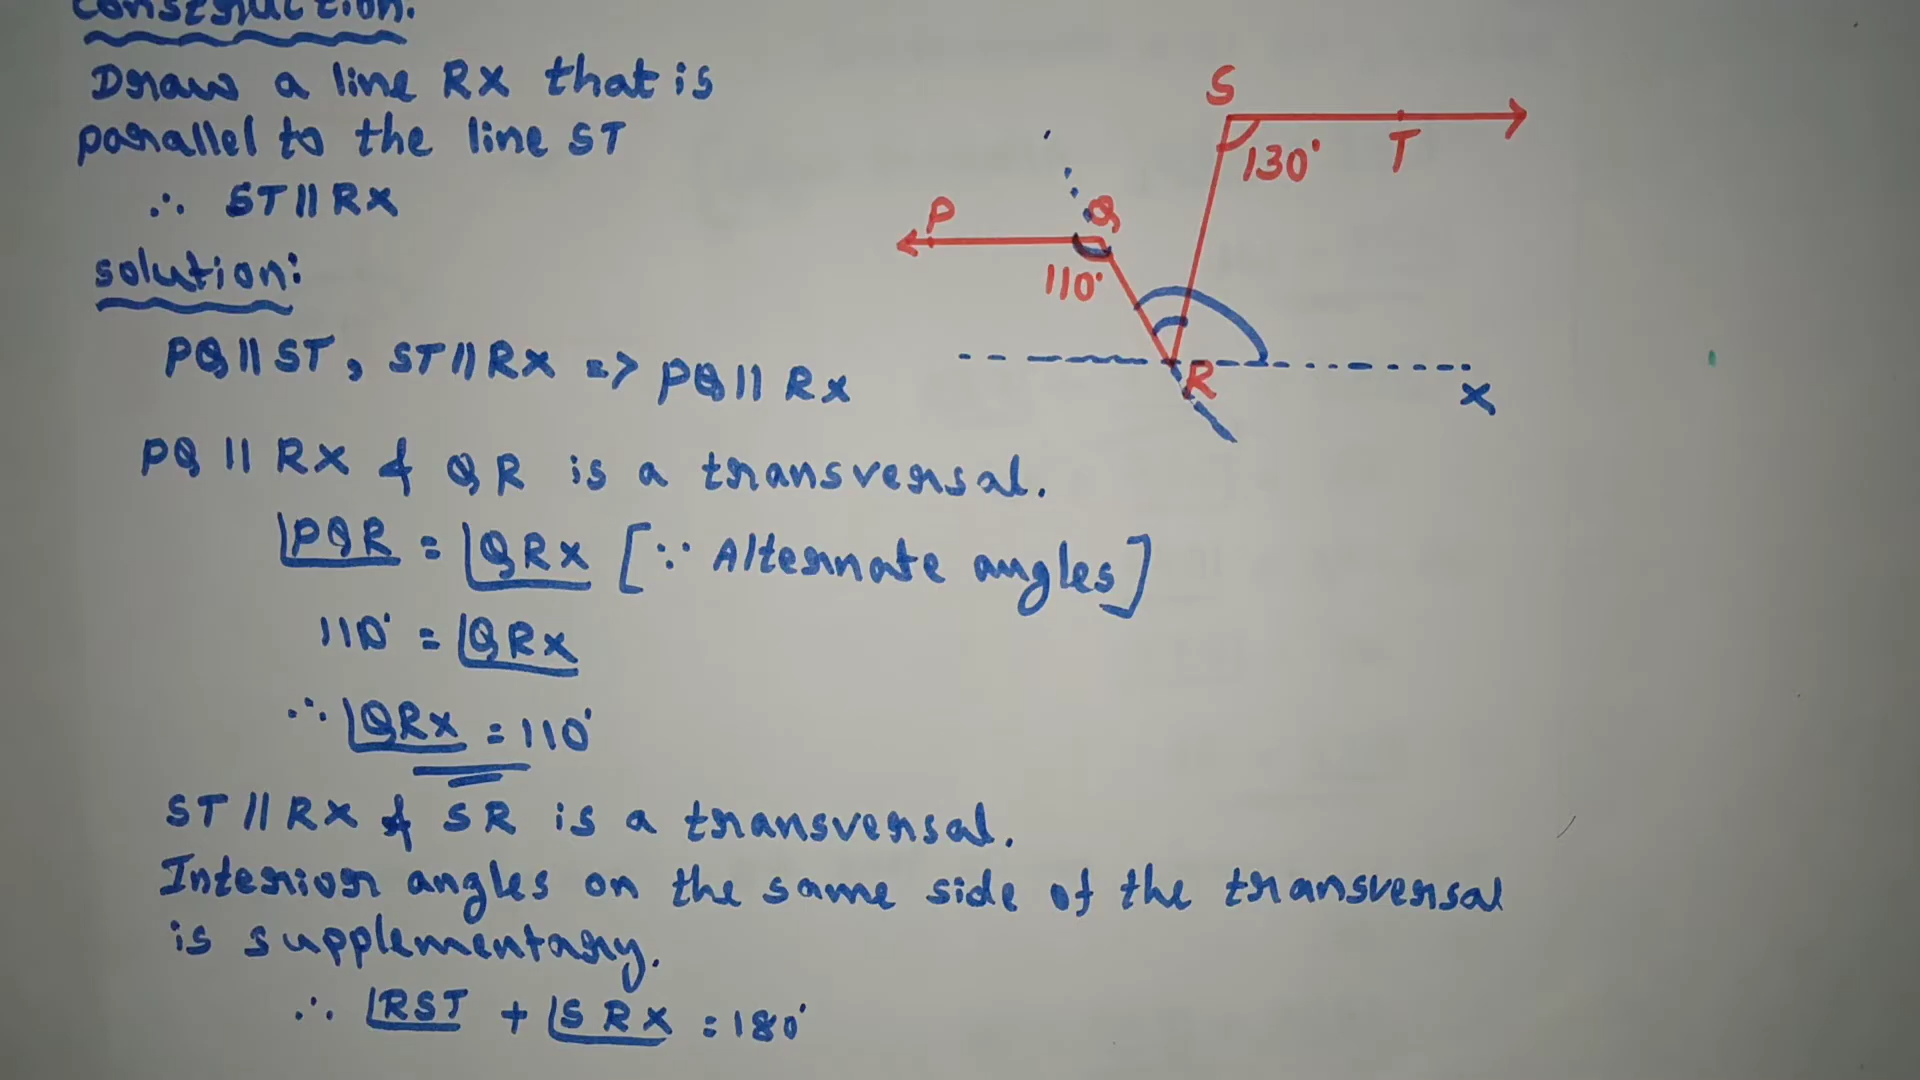 Construction:
Draw a line RX that is
parallel to the line ST
∴ ST || RX
Solution:
PQ || ST, ST || RX => PQ || RX
PQ || RX & QR is a transversal.
∠PQR = ∠QRX [∵ Alternate angles]
110° = ∠QRX
∴ ∠QRX = 110°
ST || RX & SR is a transversal.
Interior angles on the same side of the transversal
is supplementary.
∴ ∠RST + ∠SRX = 180°
S
130°
T
P
Q
110°
R
X